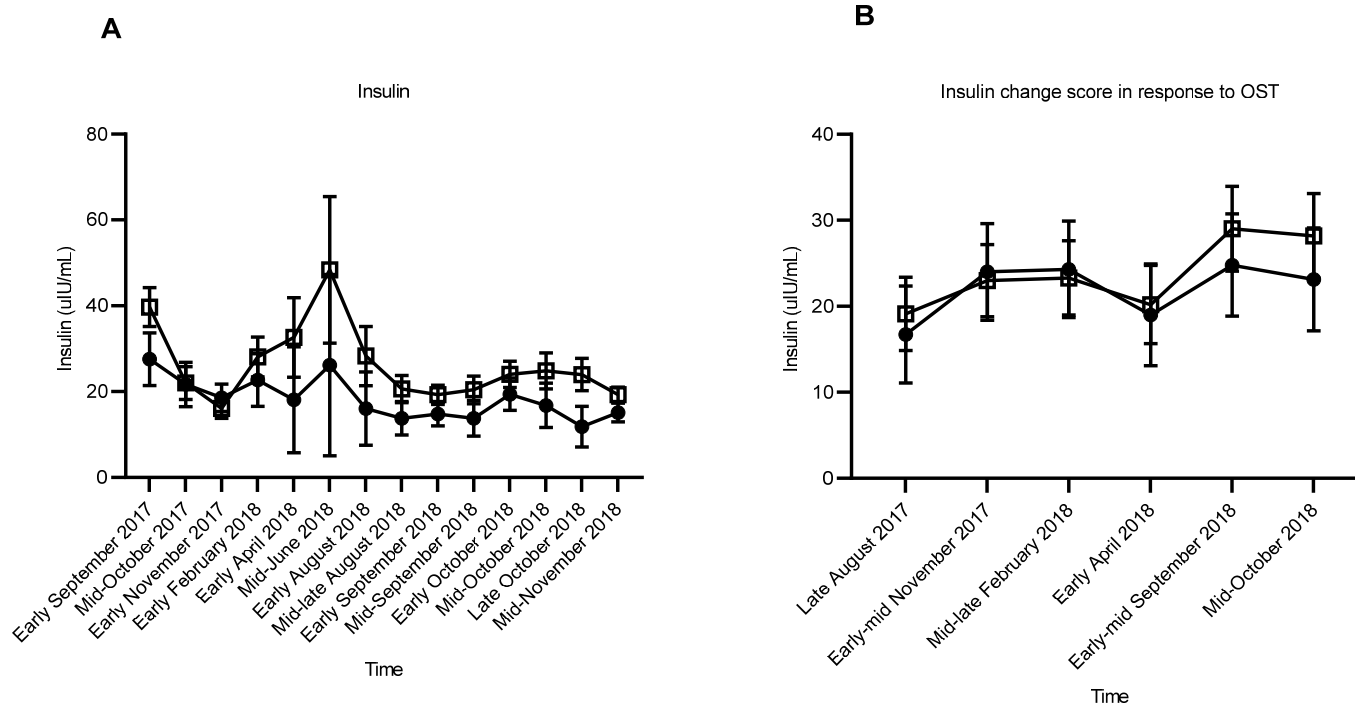 A
Insulin
80
60
40
20
0
Insulin (uIU/mL)
Early September 2017
Mid-October 2017
Early November 2017
Early February 2018
Early April 2018
Mid-June 2018
Early August 2018
Mid-late August 2018
Early September 2018
Mid-September 2018
Early October 2018
Mid-October 2018
Late October 2018
Mid-November 2018
Time
B
Insulin change score in response to OST
40
30
20
10
0
Insulin (uIU/mL)
Late August 2017
Early-mid November 2017
Mid-late February 2018
Early April 2018
Early-mid September 2018
Mid-October 2018
Time